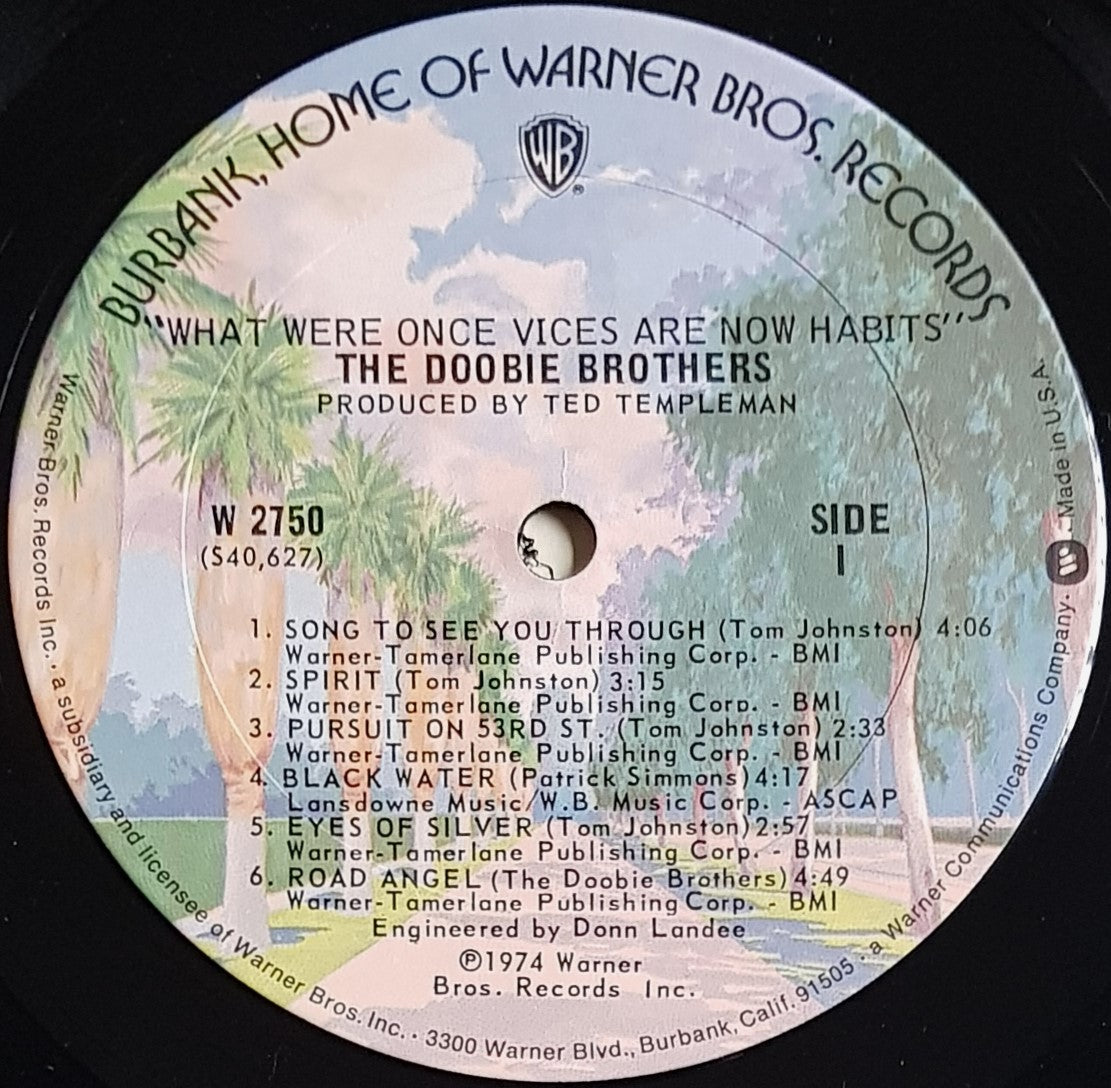 BURBANK, HOME OF WARNER BROS. RECORDS
WB
®
"WHAT WERE ONCE VICES ARE NOW HABITS"
THE DOOBIE BROTHERS
PRODUCED BY TED TEMPLEMAN
W 2750
(S40,627)
SIDE
1
1. SONG TO SEE YOU THROUGH (Tom Johnston) 4:06
Warner-Tamerlane Publishing Corp. - BMI
2. SPIRIT (Tom Johnston) 3:15
Warner-Tamerlane Publishing Corp. - BMI
3. PURSUIT ON 53RD ST. (Tom Johnston) 2:33
Warner-Tamerlane Publishing Corp. - BMI
4. BLACK WATER (Patrick Simmons) 4:17
Lansdowne Music/W.B. Music Corp. - ASCAP
5. EYES OF SILVER (Tom Johnston) 2:57
Warner-Tamerlane Publishing Corp. - BMI
6. ROAD ANGEL (The Doobie Brothers) 4:49
Warner-Tamerlane Publishing Corp. - BMI
Engineered by Donn Landee
℗1974 Warner
Bros. Records Inc.
Warner Bros. Records Inc. • a subsidiary and licensee of Warner Bros. Inc. • 3300 Warner Blvd., Burbank, Calif. 91505 • a Warner Communications Company. • Made in U.S.A.